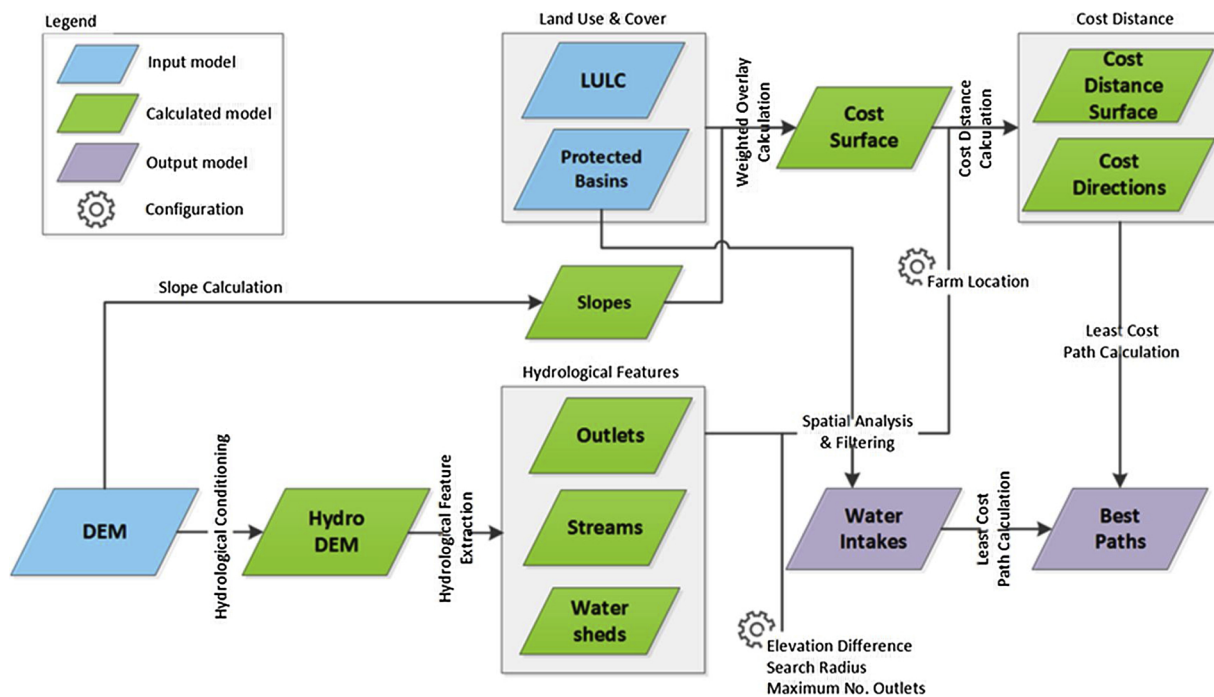 Legend
Input model
Calculated model
Output model
Configuration
Land Use & Cover
LULC
Protected
Basins
Weighted Overlay
Calculation
Cost
Surface
Cost Distance
Calculation
Cost Distance
Cost
Distance
Surface
Cost
Directions
Farm Location
Slope Calculation
Slopes
Least Cost
Path Calculation
Hydrological Features
Outlets
Streams
Water
sheds
Spatial Analysis
& Filtering
DEM
Hydrological Conditioning
Hydro
DEM
Hydrological Feature
Extraction
Water
Intakes
Least Cost
Path Calculation
Best
Paths
Elevation Difference
Search Radius
Maximum No. Outlets